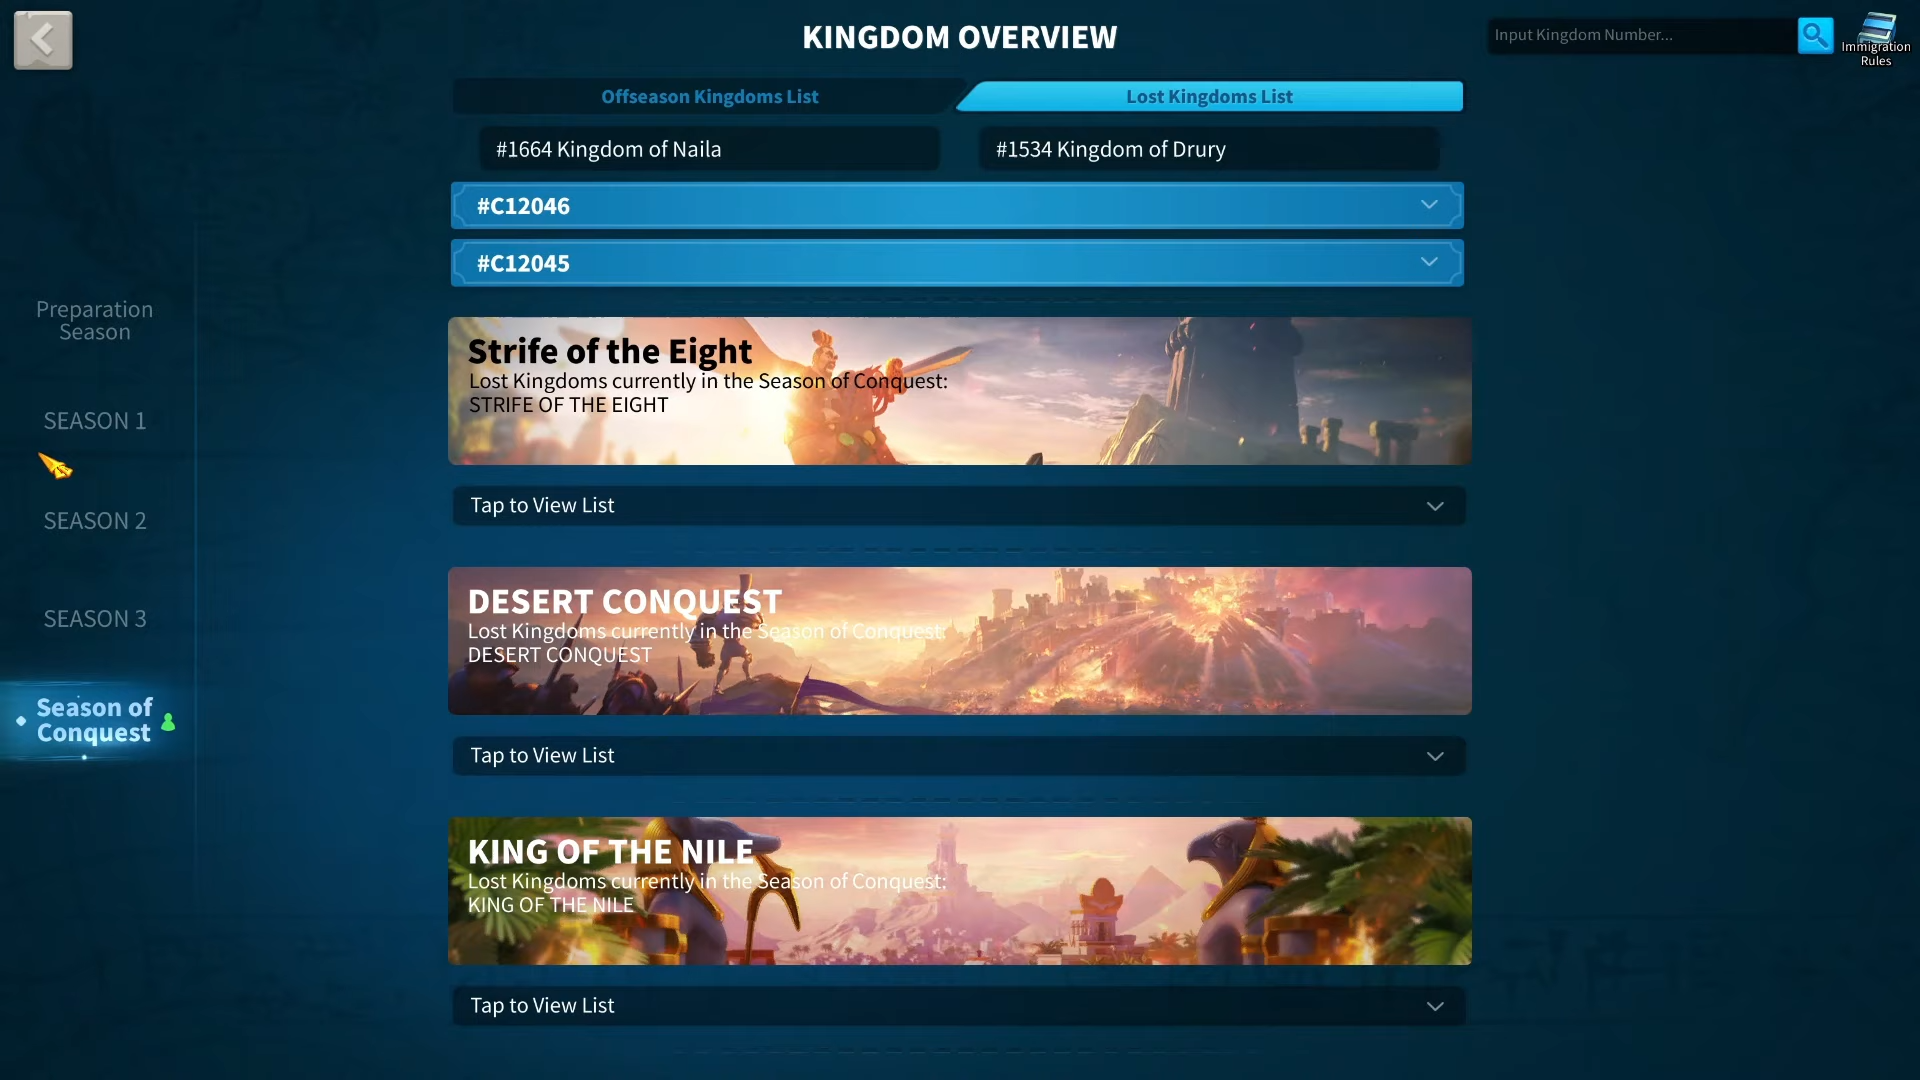 KINGDOM OVERVIEW
Input Kingdom Number...
Immigration
Rules
Offseason Kingdoms List
Lost Kingdoms List
#1664 Kingdom of Naila
#1534 Kingdom of Drury
#C12046
#C12045
Preparation
Season
SEASON 1
SEASON 2
SEASON 3
Season of
Conquest
Strife of the Eight
Lost Kingdoms currently in the Season of Conquest:
STRIFE OF THE EIGHT
Tap to View List
DESERT CONQUEST
Lost Kingdoms currently in the Season of Conquest:
DESERT CONQUEST
Tap to View List
KING OF THE NILE
Lost Kingdoms currently in the Season of Conquest:
KING OF THE NILE
Tap to View List